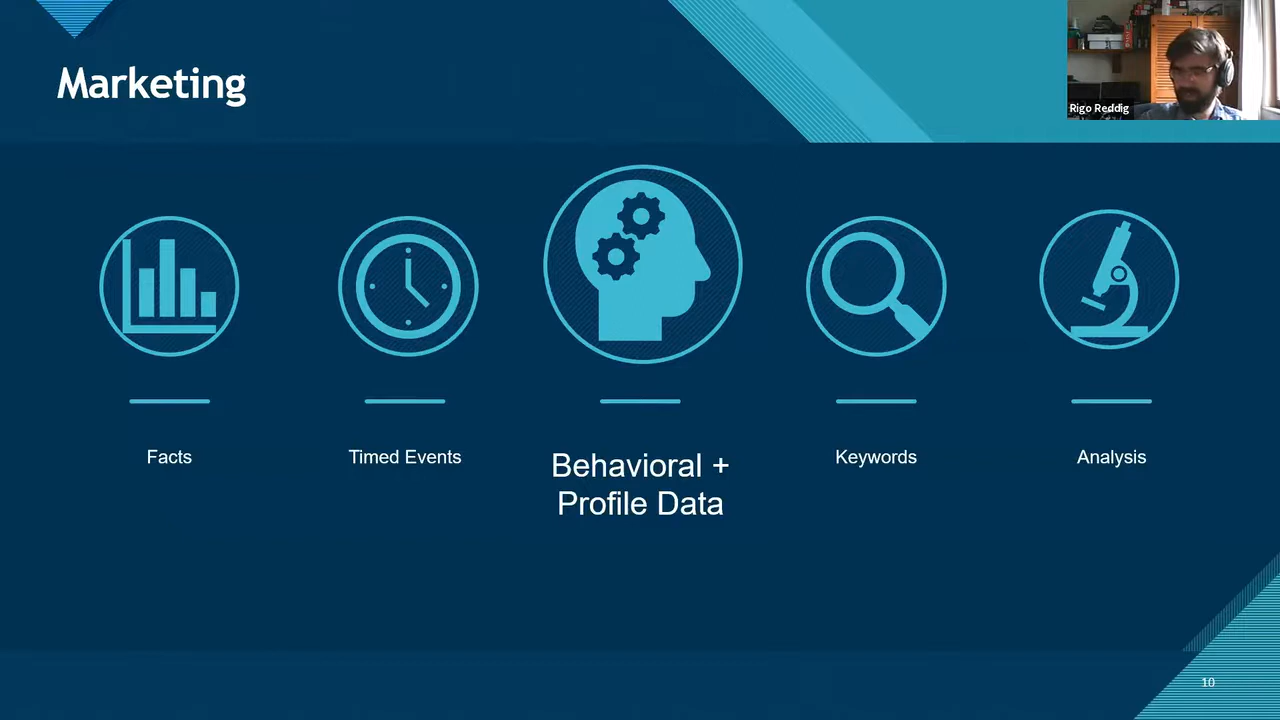 Marketing
Rigo Reddig
Facts
Timed Events
Behavioral +
Profile Data
Keywords
Analysis
10